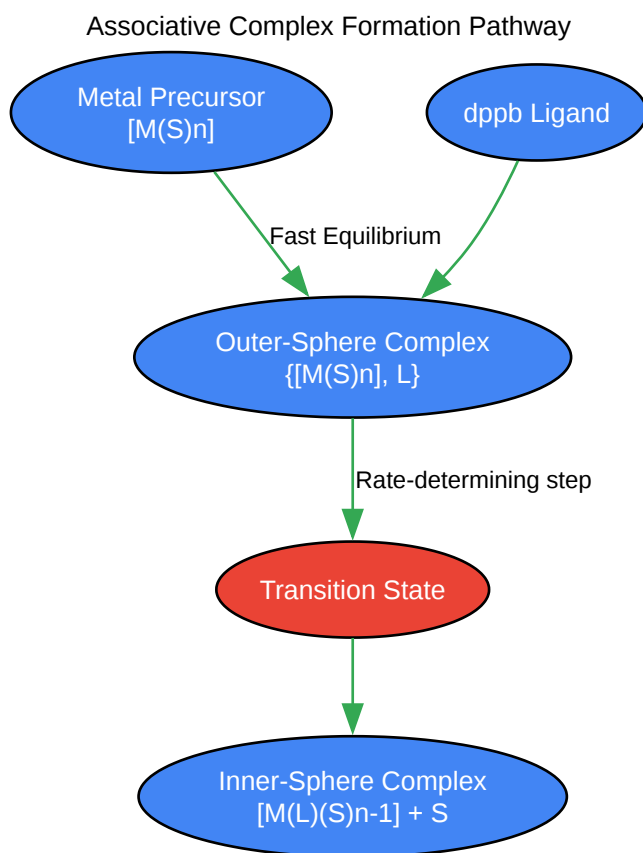 Associative Complex Formation Pathway
Metal Precursor
[M(S)n]
dppb Ligand
Fast Equilibrium
Outer-Sphere Complex
{[M(S)n], L}
Rate-determining step
Transition State
Inner-Sphere Complex
[M(L)(S)n-1] + S